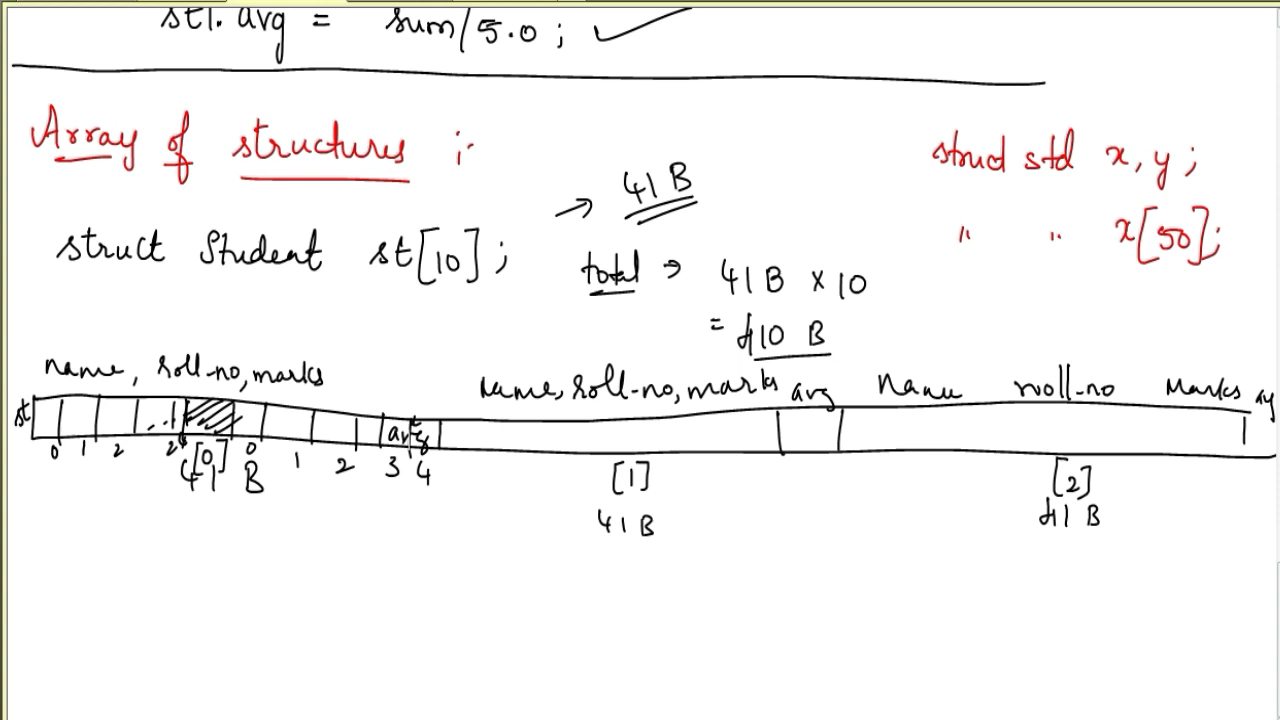 st1. avg = sum/5.0 ;
Array of structures :-
struct std x, y ;
" " x[50];
→ 41 B
struct Student st[10] ;
total → 41 B x 10
= 410 B
name, roll-no, marks
name, roll-no, marks avg
name roll-no marks
st
avg
0 1 2 [0] 0 1 2 3 4
41 B
[1]
41 B
[2]
41 B